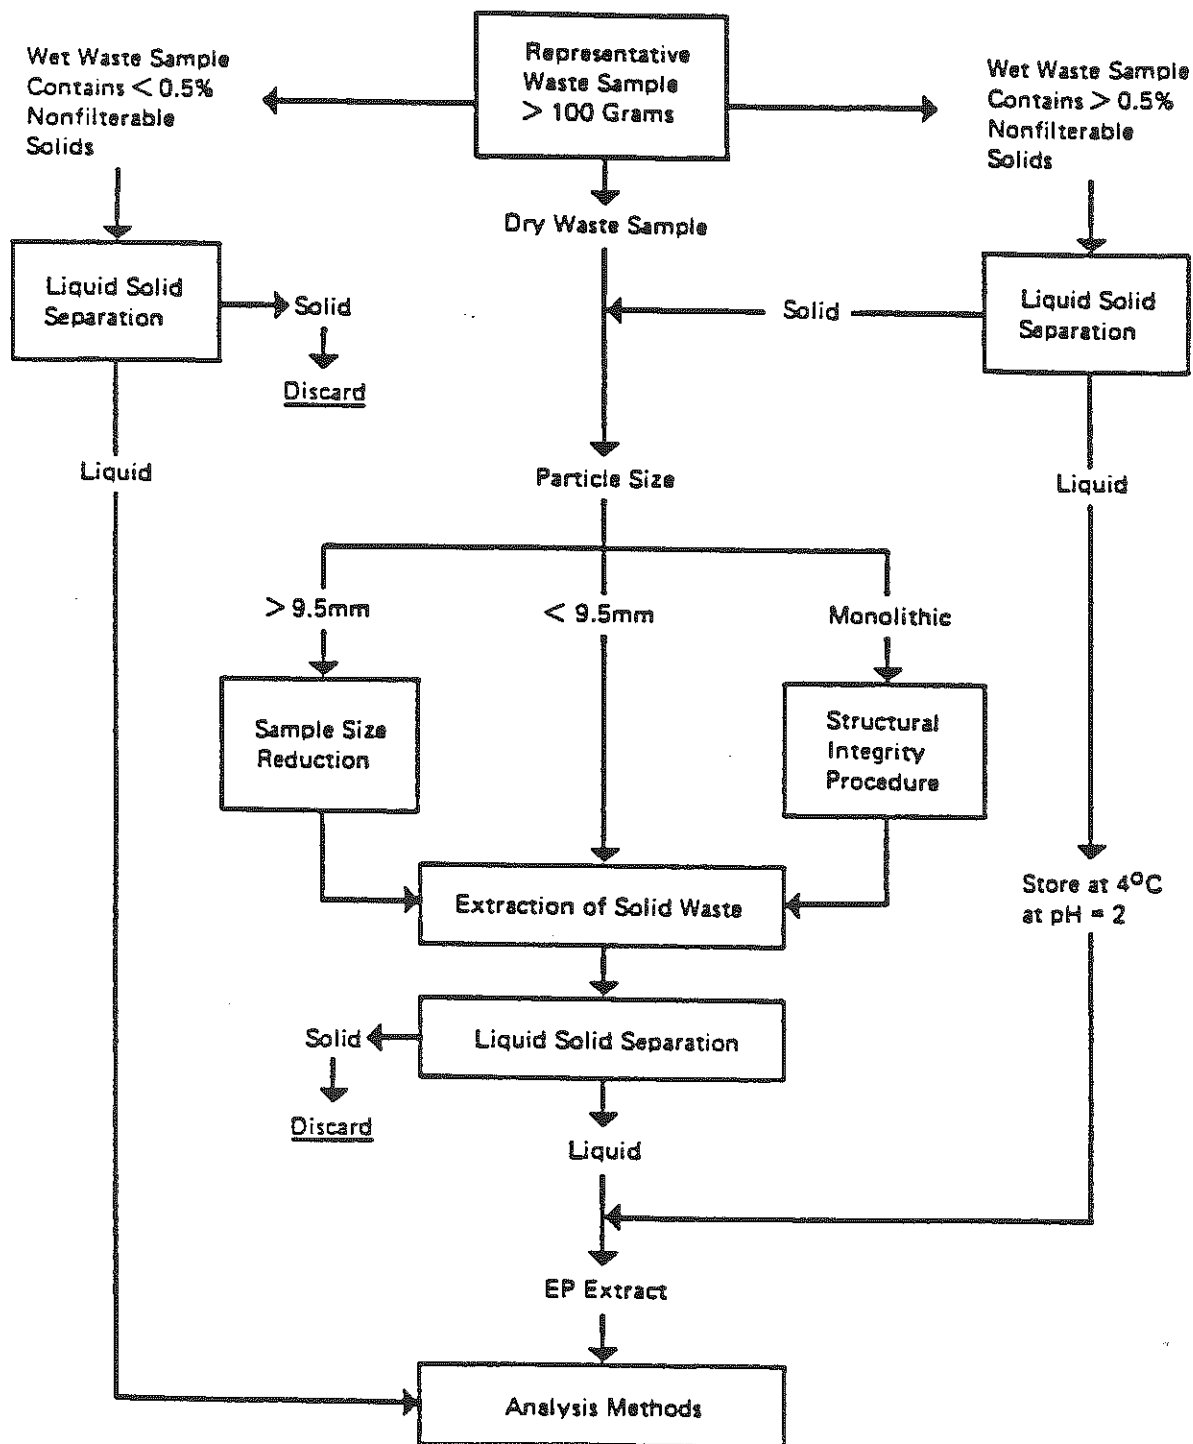 Representative
Waste Sample
> 100 Grams
Wet Waste Sample
Contains < 0.5%
Nonfilterable
Solids
Wet Waste Sample
Contains > 0.5%
Nonfilterable
Solids
Dry Waste Sample
Liquid Solid
Separation
Solid
Discard
Solid
Liquid Solid
Separation
Liquid
Particle Size
Liquid
> 9.5mm
< 9.5mm
Monolithic
Sample Size
Reduction
Structural
Integrity
Procedure
Extraction of Solid Waste
Store at 4°C
at pH = 2
Liquid Solid Separation
Solid
Discard
Liquid
EP Extract
Analysis Methods